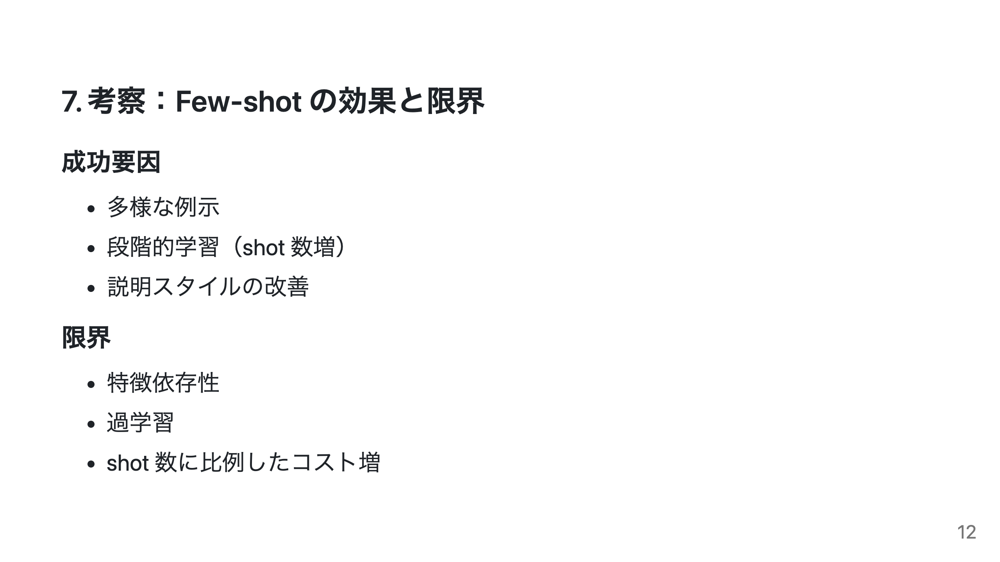 7. 考察：Few-shot の効果と限界
成功要因
• 多様な例示
• 段階的学習（shot 数増）
• 説明スタイルの改善
限界
• 特徴依存性
• 過学習
• shot 数に比例したコスト増
12